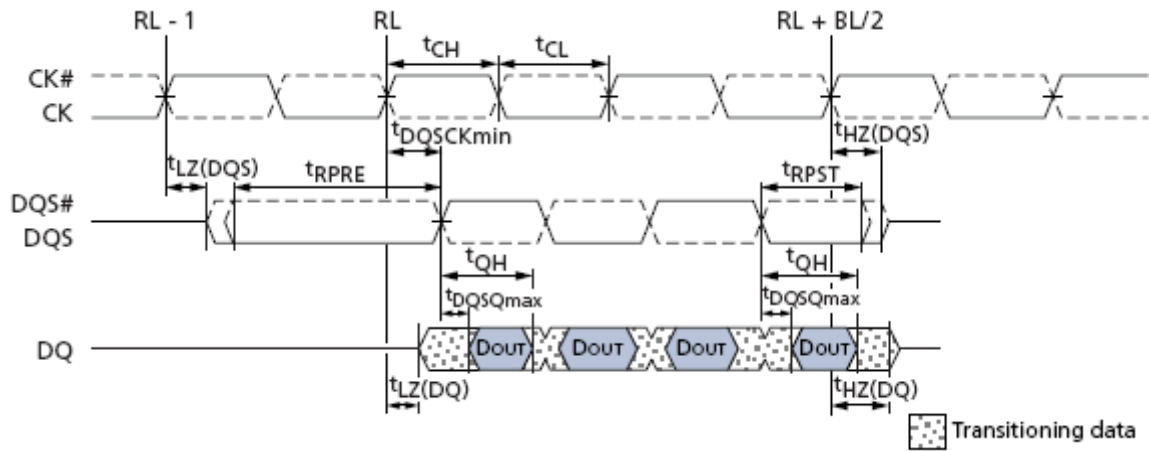 RL - 1 RL RL + BL/2
tCH tCL
CK#
CK
tDQSCKmin tHZ(DQS)
tLZ(DQS) tRPRE tRPST
DQS#
DQS
tQH tQH
tDQSQmax tDQSQmax
DQ DOUT DOUT DOUT DOUT
tLZ(DQ) tHZ(DQ)
Transitioning data